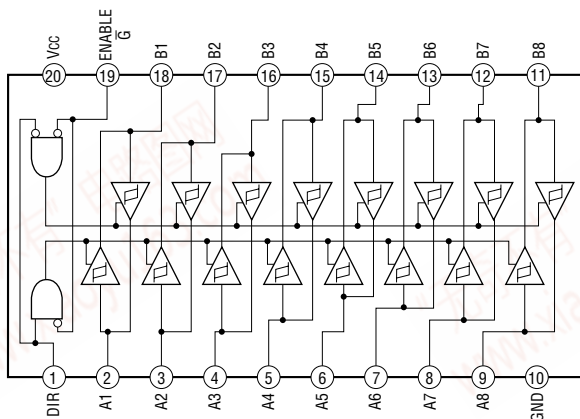 VCC ENABLE G B1 B2 B3 B4 B5 B6 B7 B8
20 19 18 17 16 15 14 13 12 11
1 2 3 4 5 6 7 8 9 10
DIR A1 A2 A3 A4 A5 A6 A7 A8 GND